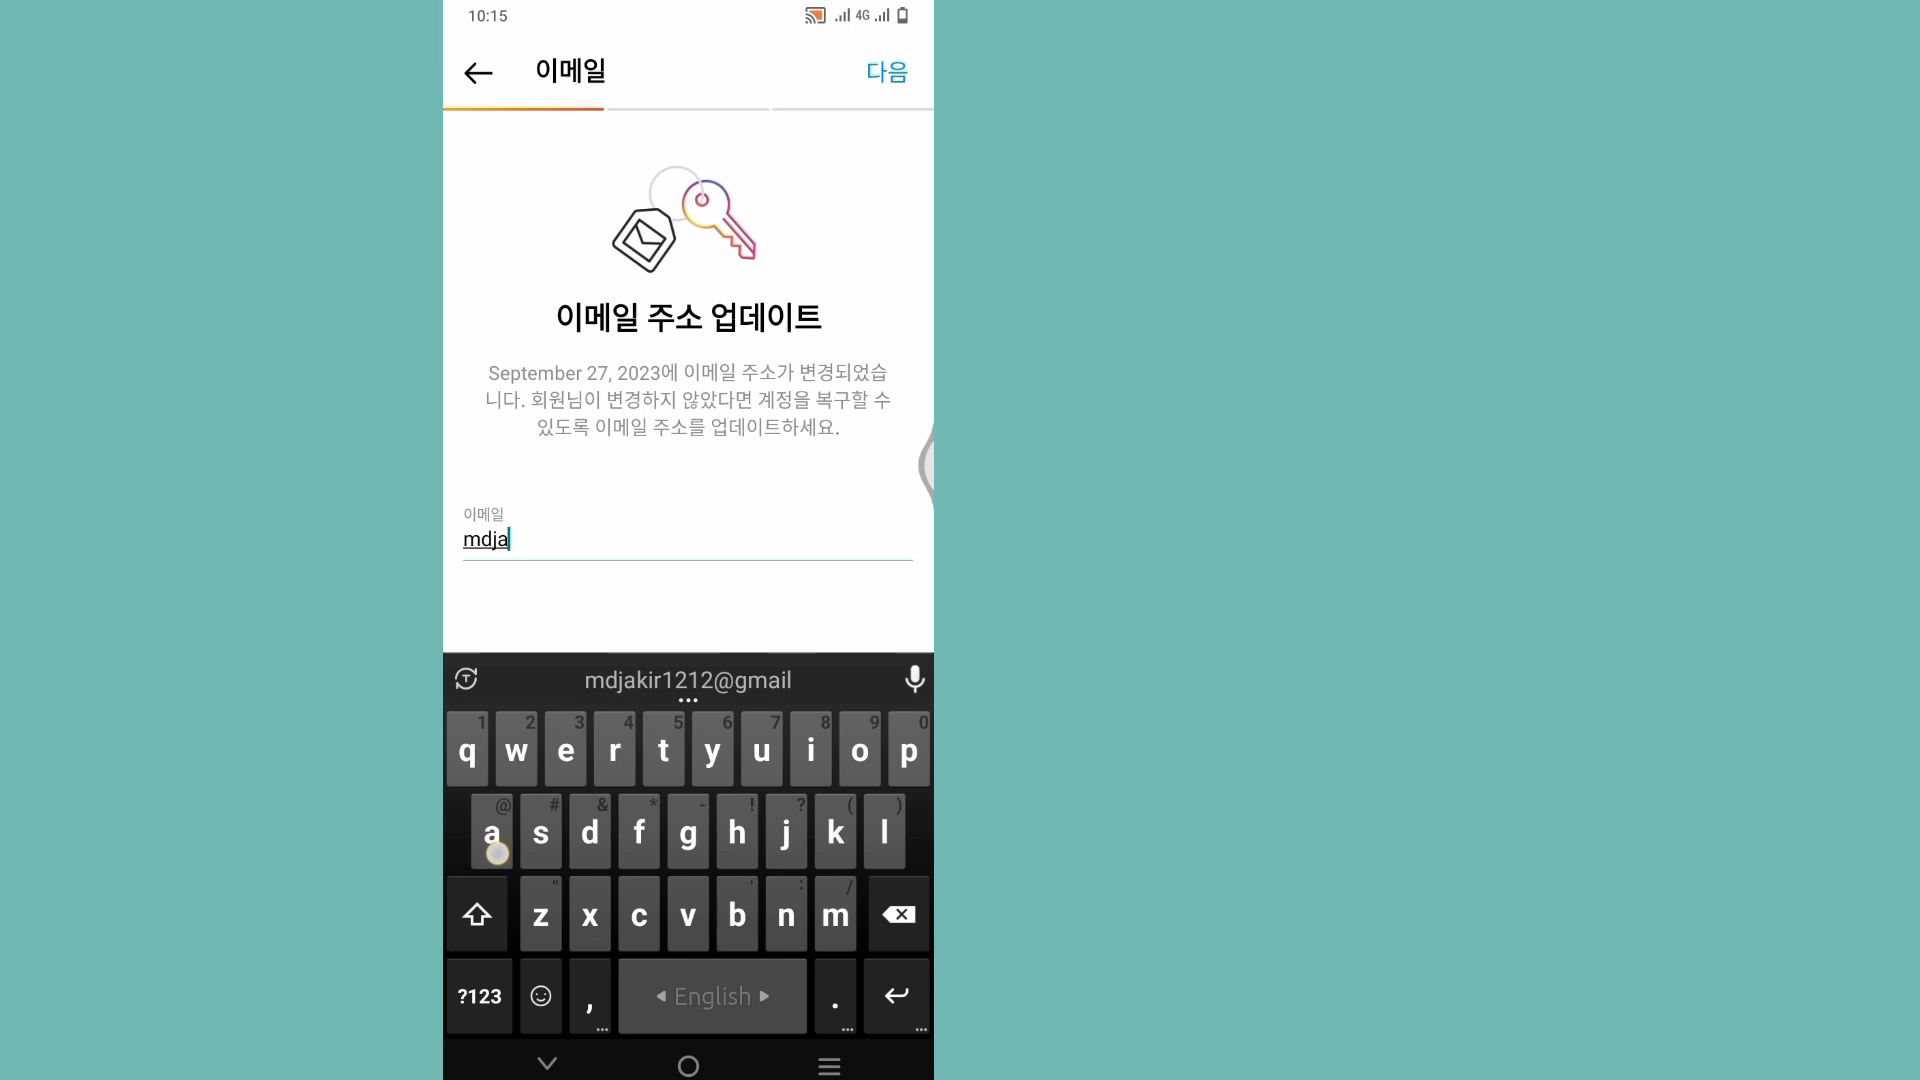 10:15
4G
이메일
다음
이메일 주소 업데이트
September 27, 2023에 이메일 주소가 변경되었습
니다. 회원님이 변경하지 않았다면 계정을 복구할 수
있도록 이메일 주소를 업데이트하세요.
이메일
mdja
mdjakir1212@gmail
1 2 3 4 5 6 7 8 9 0
q w e r t y u i o p
@ # & * - ! ? ( )
a s d f g h j k l
" ' : /
z x c v b n m
?123 , English .